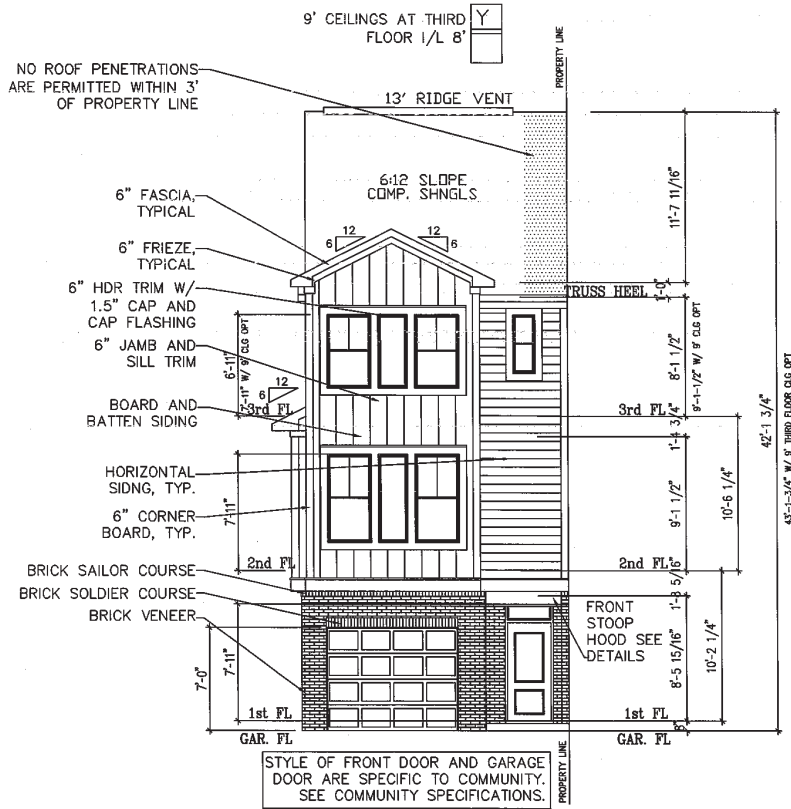 9' CEILINGS AT THIRD
FLOOR I/L 8'
Y
PROPERTY LINE
NO ROOF PENETRATIONS
ARE PERMITTED WITHIN 3'
OF PROPERTY LINE
13' RIDGE VENT
6:12 SLOPE
COMP. SHNGLS
6" FASCIA,
TYPICAL
12
6
12
6
6" FRIEZE,
TYPICAL
6" HDR TRIM W/
1.5" CAP AND
CAP FLASHING
6" JAMB AND
SILL TRIM
6'-11"
7'-11" W/ 9' CLG OPT
12
6
3rd FL
BOARD AND
BATTEN SIDING
HORIZONTAL
SIDNG, TYP.
6" CORNER
BOARD, TYP.
7'-11"
2nd FL
BRICK SAILOR COURSE
BRICK SOLDIER COURSE
BRICK VENEER
7'-0"
7'-11"
1st FL
GAR. FL
TRUSS HEEL
11'-7 11/16"
1'-0"
8'-1 1/2"
9'-1-1/2" W/ 9' CLG OPT
3rd FL
1'-4 3/4"
9'-1 1/2"
10'-6 1/4"
42'-1 3/4"
43'-1-3/4" W/ 9' THIRD FLOOR CLG OPT
2nd FL
1'-8 5/16"
FRONT
STOOP
HOOD SEE
DETAILS
8'-5 15/16"
10'-2 1/4"
1st FL
8"
GAR. FL
PROPERTY LINE
STYLE OF FRONT DOOR AND GARAGE
DOOR ARE SPECIFIC TO COMMUNITY.
SEE COMMUNITY SPECIFICATIONS.